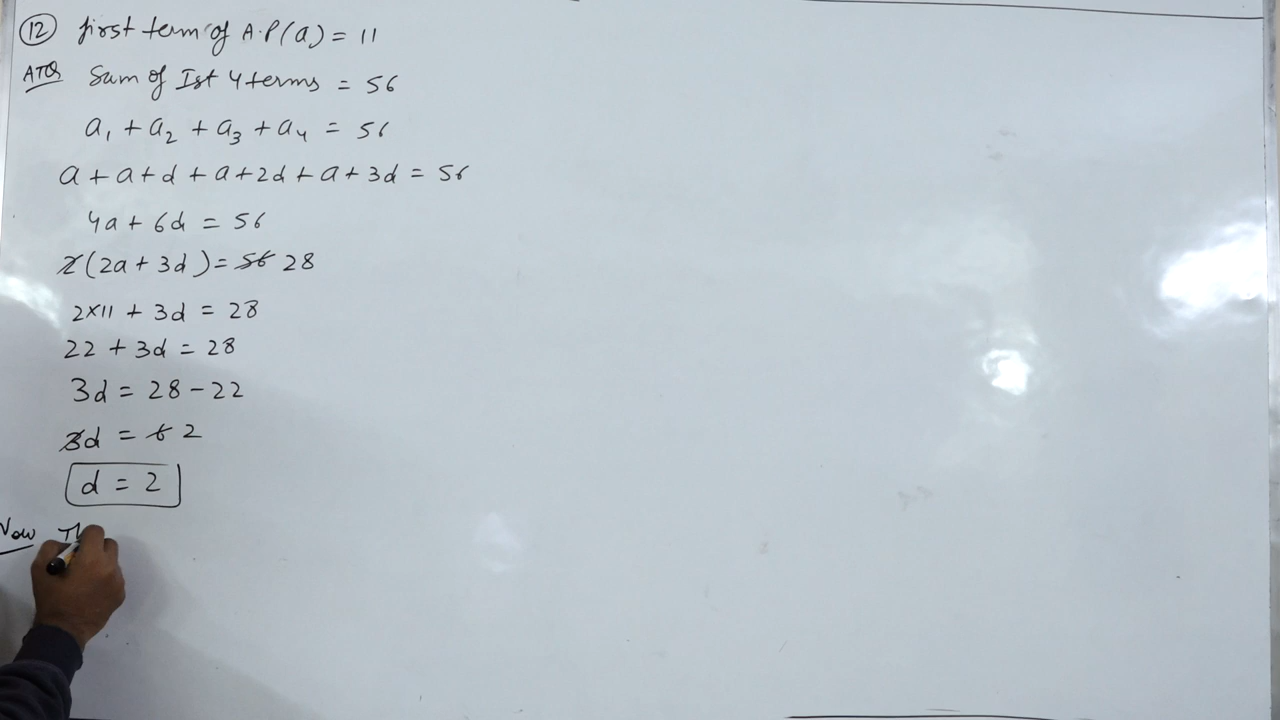 12 first term of A.P(a) = 11
ATQ Sum of Ist 4 terms = 56
a₁ + a₂ + a₃ + a₄ = 56
a + a + d + a + 2d + a + 3d = 56
4a + 6d = 56
2(2a + 3d) = 56 28
2×11 + 3d = 28
22 + 3d = 28
3d = 28 - 22
3d = 6 2
d = 2
Now